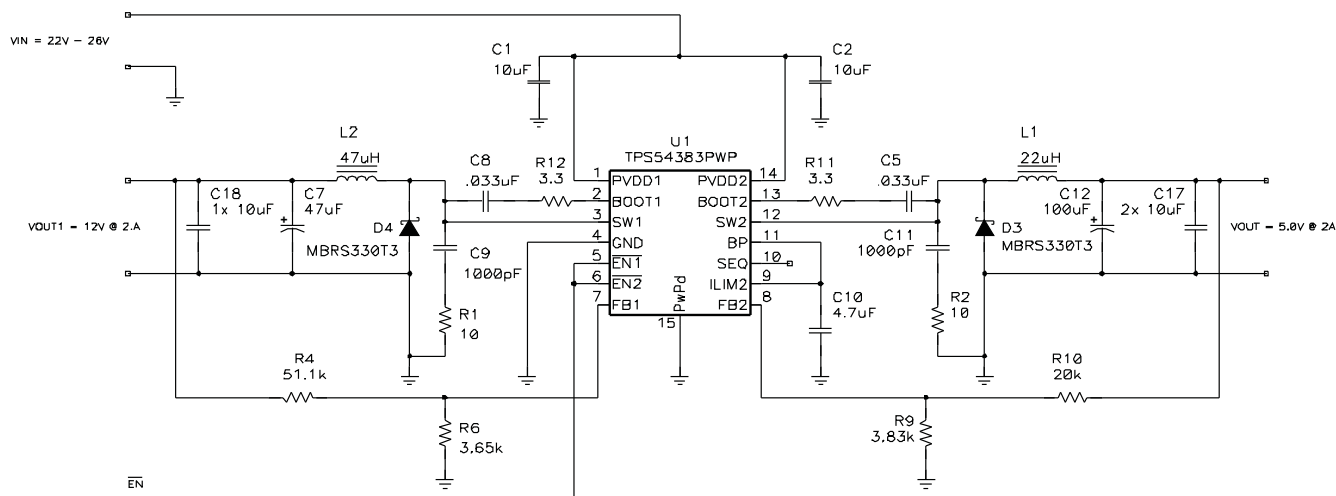 VIN = 22V - 26V
C1
10uF
C2
10uF
L2
47uH
C8
.033uF
R12
3.3
U1
TPS54383PWP
R11
3.3
C5
.033uF
L1
22uH
1 PVDD1
PVDD2 14
2 BOOT1
BOOT2 13
3 SW1
SW2 12
4 GND
BP 11
5 EN1
SEQ 10
6 EN2
ILIM2 9
7 FB1
FB2 8
PwPd
15
C18
1x 10uF
C7
47uF
VOUT1 = 12V @ 2.A
D4
MBRS330T3
C9
1000pF
R1
10
C11
1000pF
D3
MBRS330T3
C12
100uF
C17
2x 10uF
VOUT = 5.0V @ 2A
C10
4.7uF
R2
10
R4
51.1k
R10
20k
R6
3.65k
R9
3.83k
EN